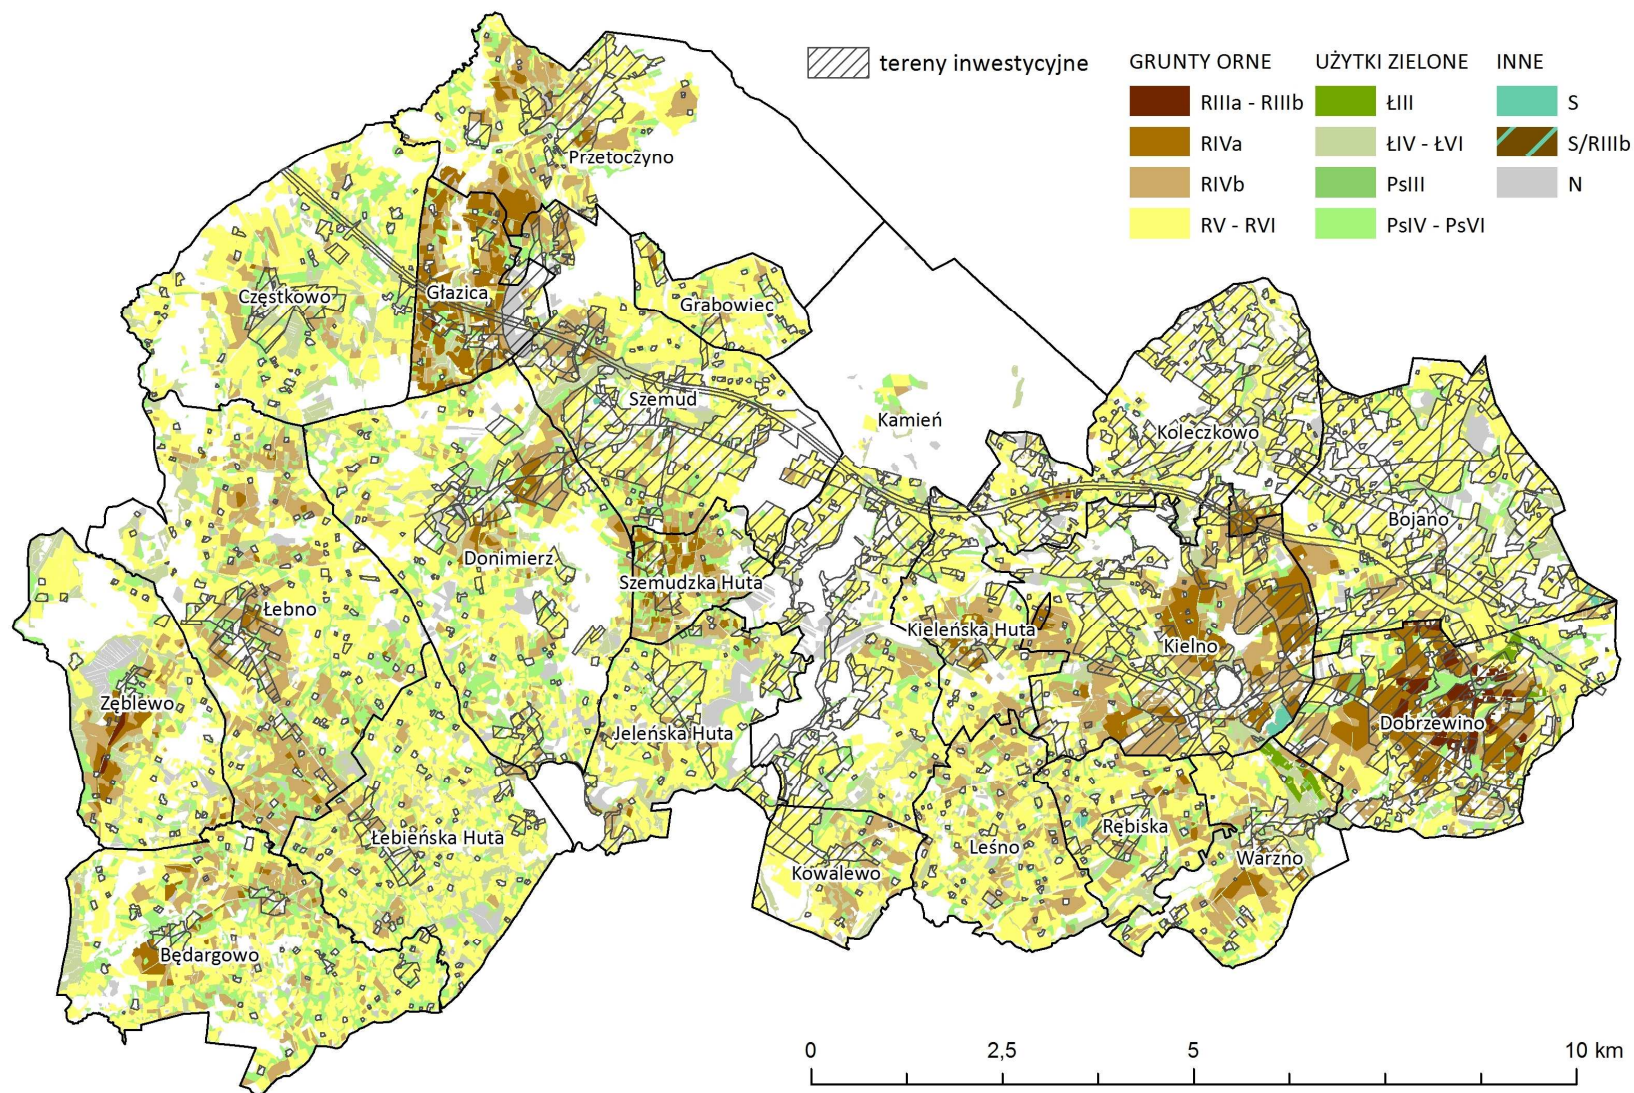 tereny inwestycyjne
GRUNTY ORNE
RIIIa - RIIIb
RIVa
RIVb
RV - RVI
UŻYTKI ZIELONE
ŁIII
ŁIV - ŁVI
PsIII
PsIV - PsVI
INNE
S
S/RIIIb
N
Przetoczyno
Częstkowo
Głazica
Grabowiec
Szemud
Kamień
Koleczkowo
Bojano
Donimierz
Szemudzka Huta
Łebno
Kieleńska Huta
Kielno
Zęblewo
Jeleńska Huta
Dobrzewino
Łebieńska Huta
Rębiska
Leśno
Warzno
Kowalewo
Będargowo
0 2,5 5 10 km